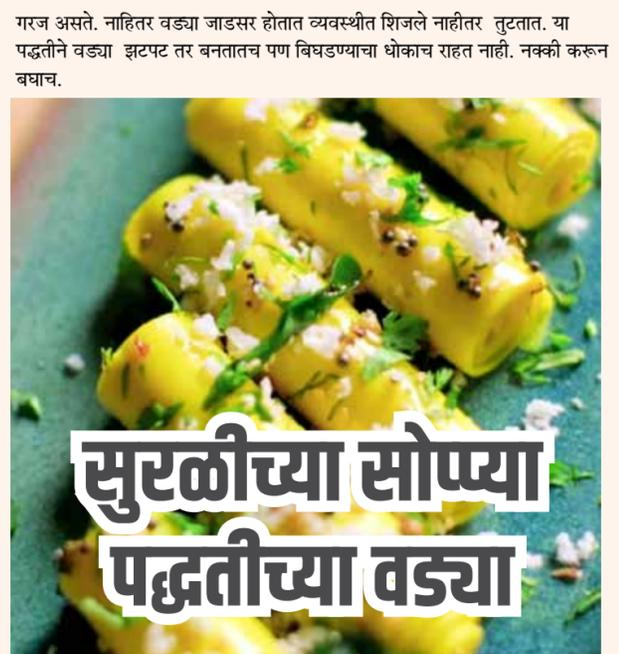 गरज असते. नाहितर वड्या जाडसर होतात व्यवस्थीत शिजले नाहीतर तुटतात. या
पद्धतीने वड्या झटपट तर बनतातच पण बिघडण्याचा धोकाच राहत नाही. नक्की करून
बघाच.
सुरळीच्या सोप्प्या
पद्धतीच्या वड्या